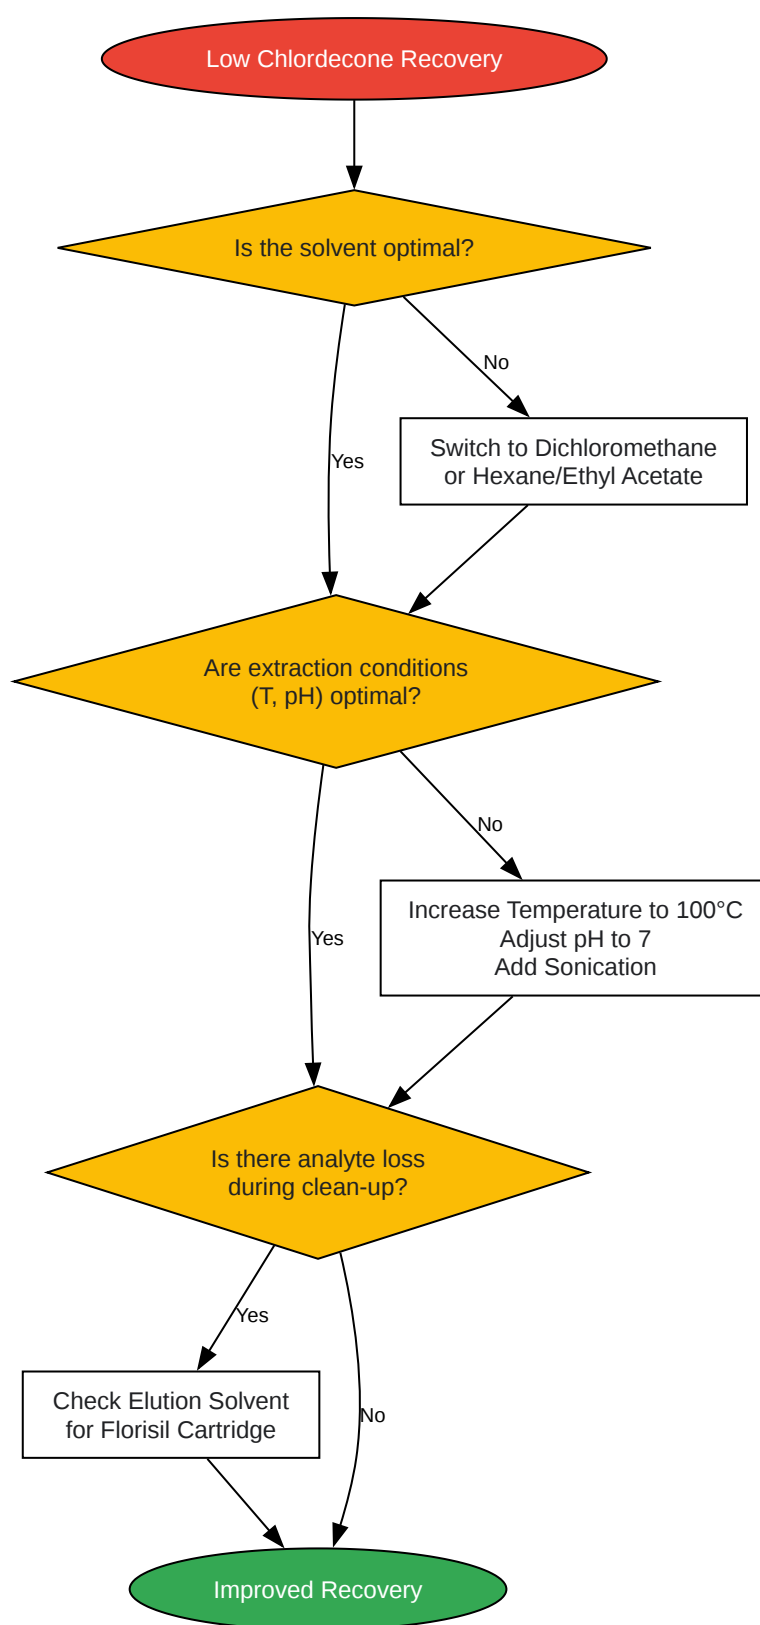 Low Chlordecone Recovery
Is the solvent optimal?
No
Switch to Dichloromethane
or Hexane/Ethyl Acetate
Yes
Are extraction conditions
(T, pH) optimal?
No
Increase Temperature to 100°C
Adjust pH to 7
Add Sonication
Yes
Is there analyte loss
during clean-up?
Yes
Check Elution Solvent
for Florisil Cartridge
No
Improved Recovery